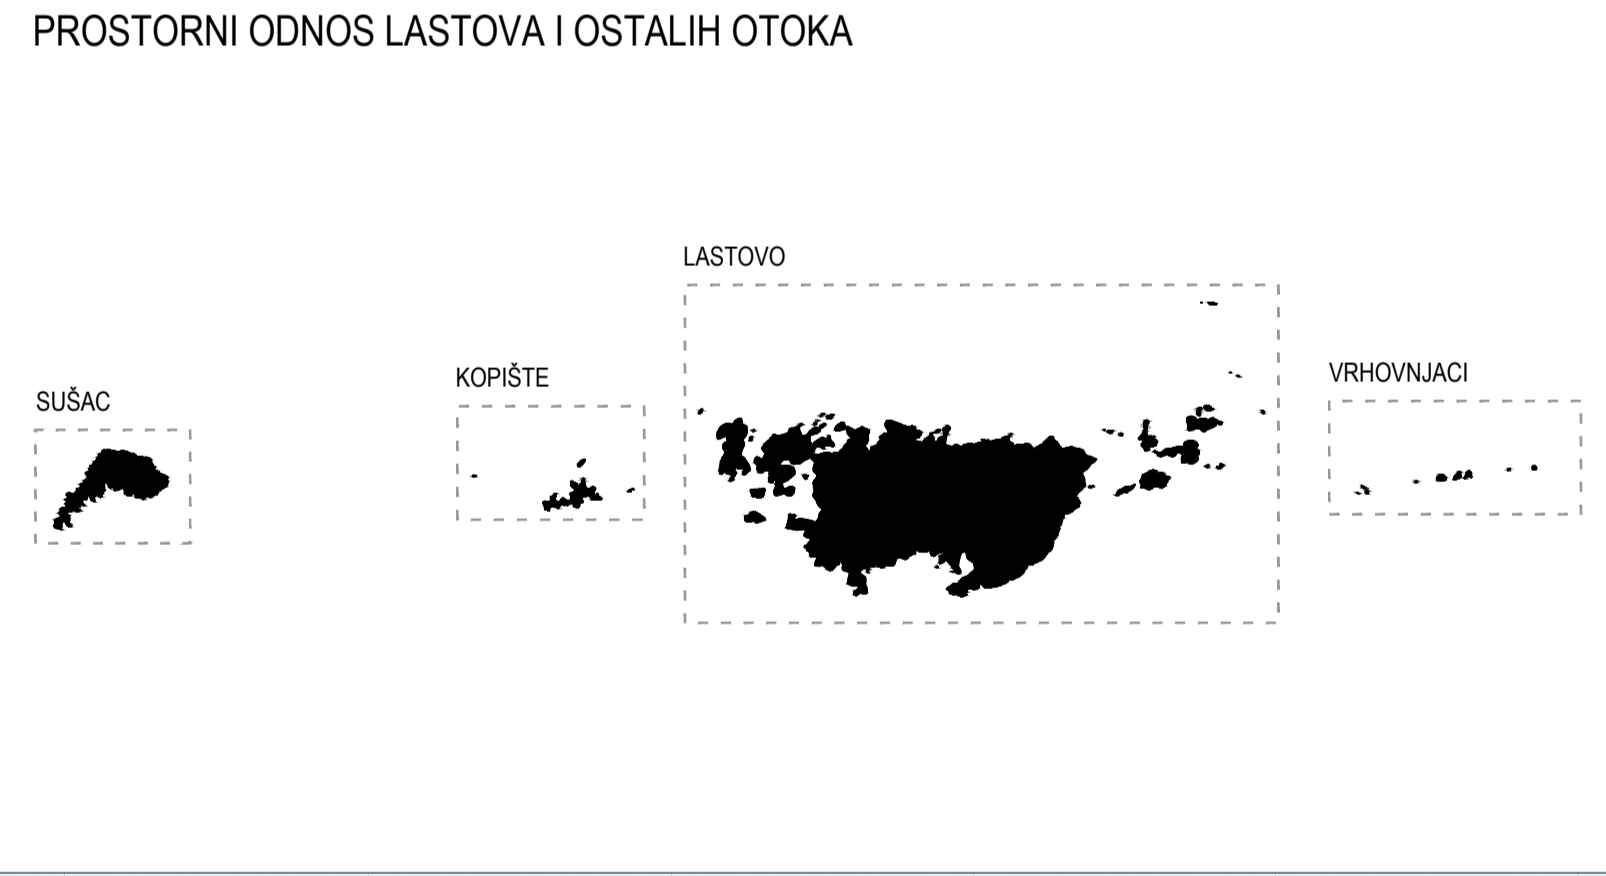 PROSTORNI ODNOS LASTOVA I OSTALIH OTOKA
LASTOVO
KOPIŠTE
VRHOVNJACI
SUŠAC